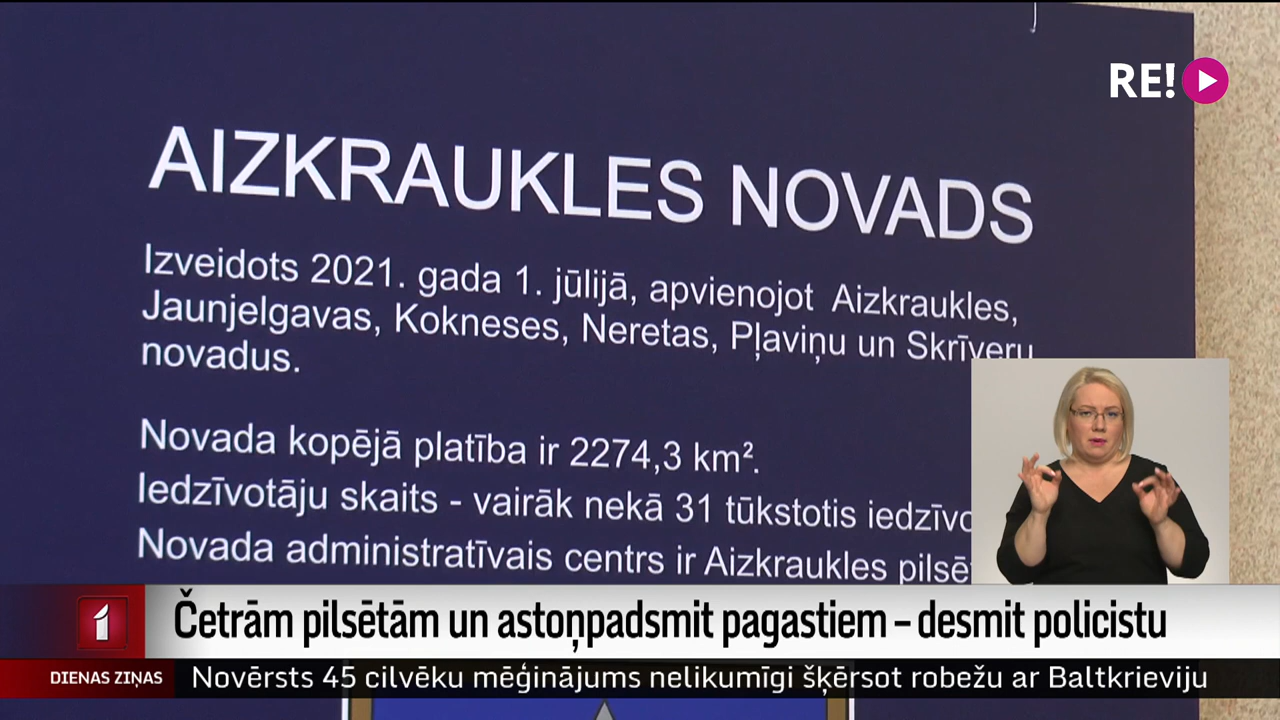 RE!
AIZKRAUKLES NOVADS
Izveidots 2021. gada 1. jūlijā, apvienojot Aizkraukles,
Jaunjelgavas, Kokneses, Neretas, Pļaviņu un Skrīveru
novadus.
Novada kopējā platība ir 2274,3 km².
Iedzīvotāju skaits - vairāk nekā 31 tūkstotis
Novada administratīvais centrs ir Aizkraukles
1
Četrām pilsētām un astoņpadsmit pagastiem – desmit policistu
DIENAS ZIŅAS
Novērsts 45 cilvēku mēģinājums nelikumīgi šķērsot robežu ar Baltkrieviju